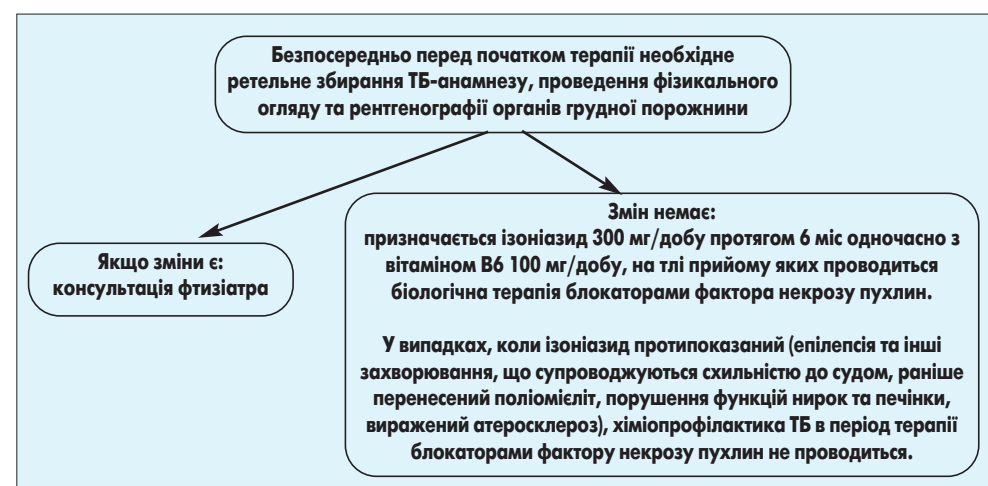 Безпосередньо перед початком терапії необхідне
ретельне збирання ТБ-анамнезу, проведення фізикального
огляду та рентгенографії органів грудної порожнини
Якщо зміни є:
консультація фтизіатра
Змін немає:
призначається ізоніазид 300 мг/добу протягом 6 міс одночасно з
вітаміном В6 100 мг/добу, на тлі прийому яких проводиться
біологічна терапія блокаторами фактора некрозу пухлин.
У випадках, коли ізоніазид протипоказаний (епілепсія та інші
захворювання, що супроводжуються схильністю до судом, раніше
перенесений поліомієліт, порушення функцій нирок та печінки,
виражений атеросклероз), хіміопрофілактика ТБ в період терапії
блокаторами фактору некрозу пухлин не проводиться.